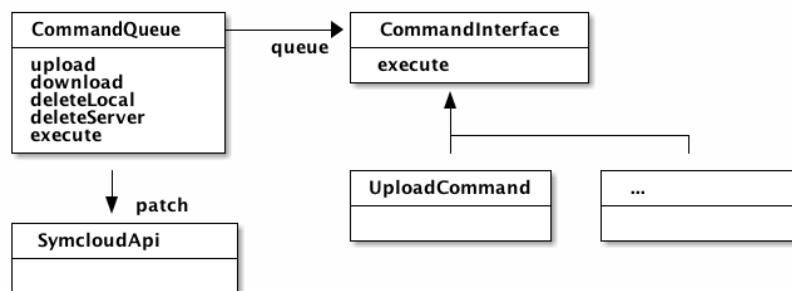 CommandQueue
upload
download
deleteLocal
deleteServer
execute
queue
CommandInterface
execute
patch
SymcloudApi
UploadCommand
...